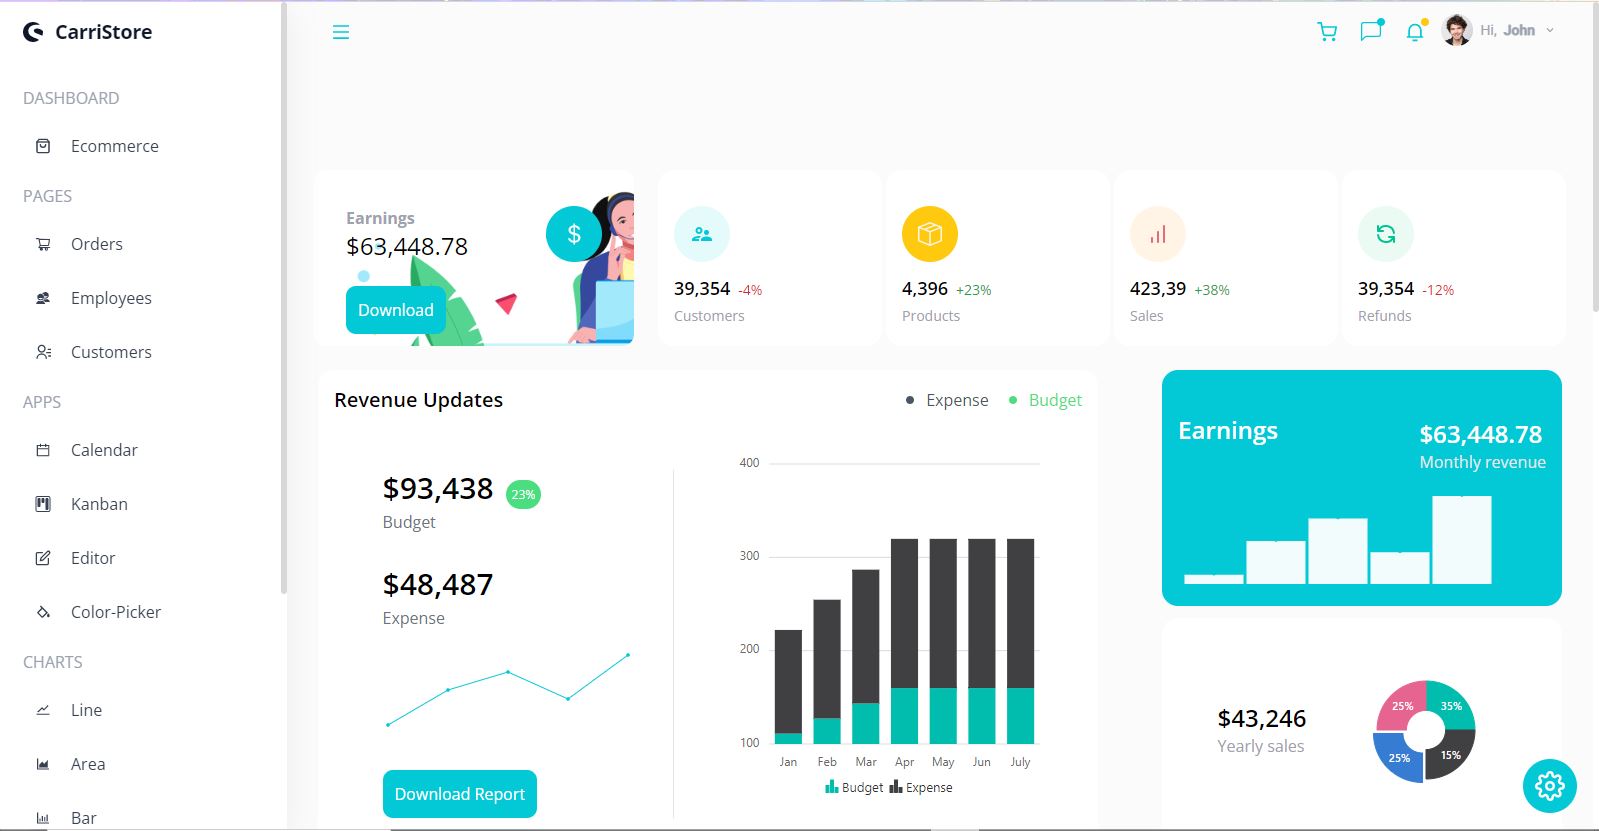 CarriStore
Hi, John
DASHBOARD
Ecommerce
PAGES
Orders
Employees
Customers
APPS
Calendar
Kanban
Editor
Color-Picker
CHARTS
Line
Area
Bar
Earnings
$63,448.78
$
Download
39,354 -4%
Customers
4,396 +23%
Products
423,39 +38%
Sales
39,354 -12%
Refunds
Revenue Updates
Expense
Budget
$93,438 23%
Budget
$48,487
Expense
Download Report
400
300
200
100
Jan Feb Mar Apr May Jun July
Budget Expense
Earnings
$63,448.78
Monthly revenue
$43,246
Yearly sales
25% 35%
25% 15%